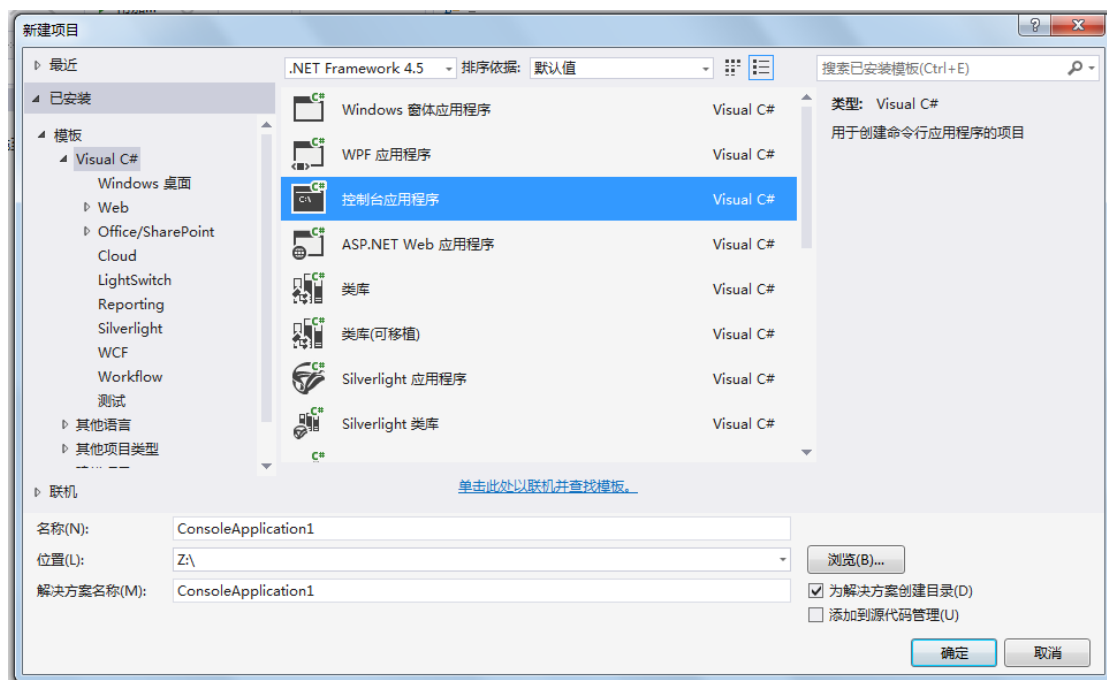 新建项目
最近
.NET Framework 4.5 排序依据: 默认值
搜索已安装模板(Ctrl+E)
已安装
模板
Visual C#
Windows 桌面
Web
Office/SharePoint
Cloud
LightSwitch
Reporting
Silverlight
WCF
Workflow
测试
其他语言
其他项目类型
联机
Windows 窗体应用程序 Visual C#
WPF 应用程序 Visual C#
控制台应用程序 Visual C#
ASP.NET Web 应用程序 Visual C#
类库 Visual C#
类库(可移植) Visual C#
Silverlight 应用程序 Visual C#
Silverlight 类库 Visual C#
单击此处以联机并查找模板。
类型: Visual C#
用于创建命令行应用程序的项目
名称(N): ConsoleApplication1
位置(L): Z:\
浏览(B)...
解决方案名称(M): ConsoleApplication1
为解决方案创建目录(D)
添加到源代码管理(U)
确定 取消